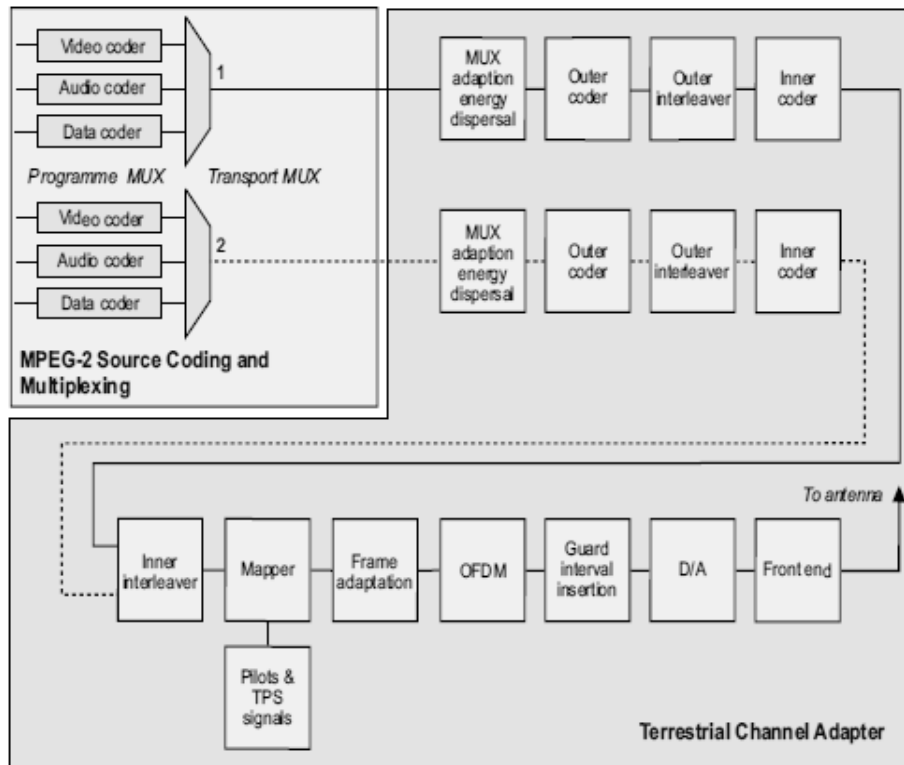 Video coder
Audio coder
Data coder
1
Programme MUX
Transport MUX
Video coder
Audio coder
Data coder
2
MPEG-2 Source Coding and
Multiplexing
MUX
adaption
energy
dispersal
Outer
coder
Outer
interleaver
Inner
coder
MUX
adaption
energy
dispersal
Outer
coder
Outer
interleaver
Inner
coder
To antenna
Inner
interleaver
Mapper
Frame
adaptation
OFDM
Guard
interval
insertion
D/A
Front end
Pilots &
TPS
signals
Terrestrial Channel Adapter